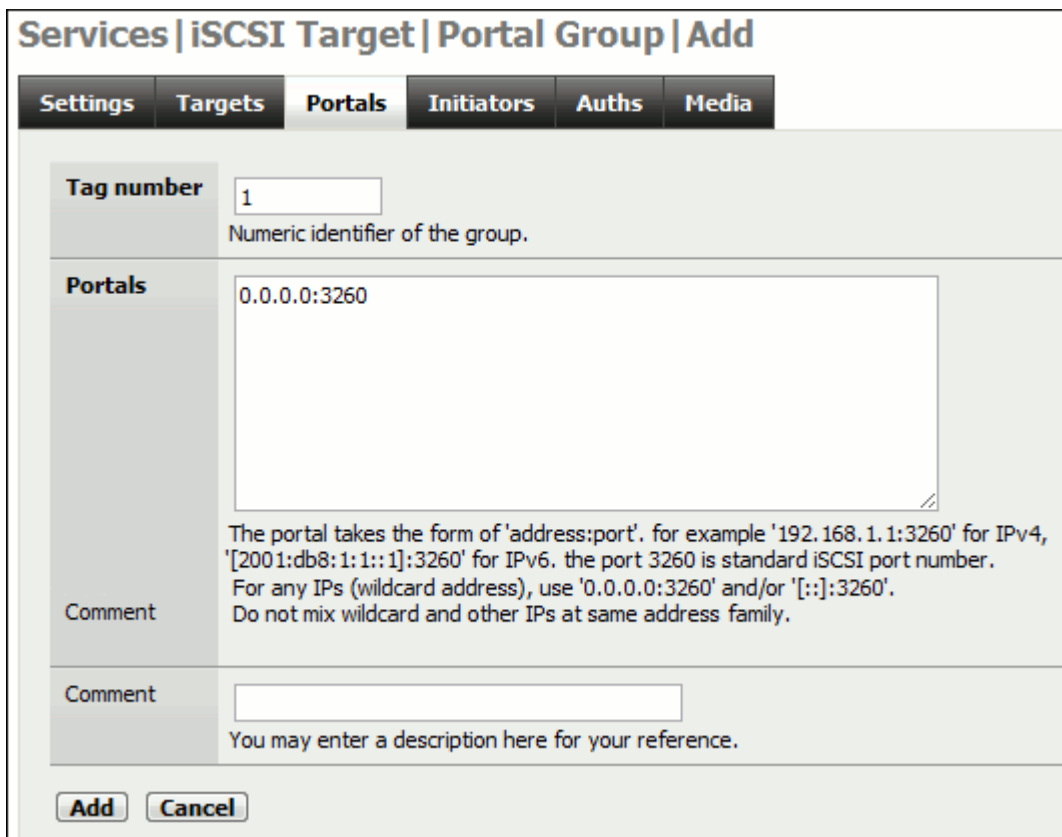 Services|iSCSI Target|Portal Group|Add
Settings Targets Portals Initiators Auths Media
Tag number
1
Numeric identifier of the group.
Portals
0.0.0.0:3260
The portal takes the form of 'address:port'. for example '192.168.1.1:3260' for IPv4,
'[2001:db8:1:1::1]:3260' for IPv6. the port 3260 is standard iSCSI port number.
For any IPs (wildcard address), use '0.0.0.0:3260' and/or '[::]:3260'.
Comment Do not mix wildcard and other IPs at same address family.
Comment
You may enter a description here for your reference.
Add Cancel